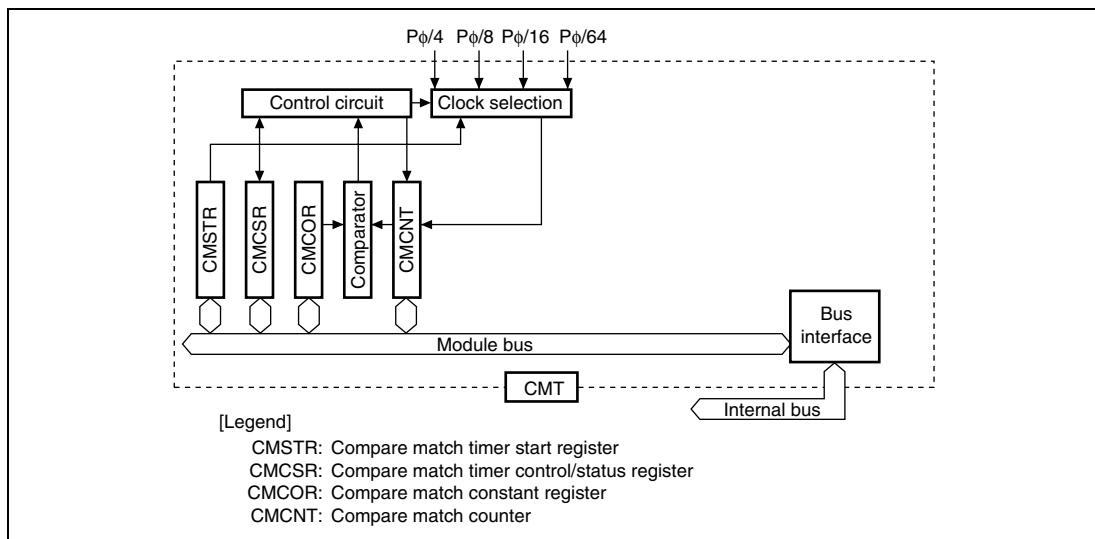 Pφ/4 Pφ/8 Pφ/16 Pφ/64
Control circuit
Clock selection
CMSTR
CMCSR
CMCOR
Comparator
CMCNT
Bus
interface
Module bus
CMT
Internal bus
[Legend]
CMSTR: Compare match timer start register
CMCSR: Compare match timer control/status register
CMCOR: Compare match constant register
CMCNT: Compare match counter